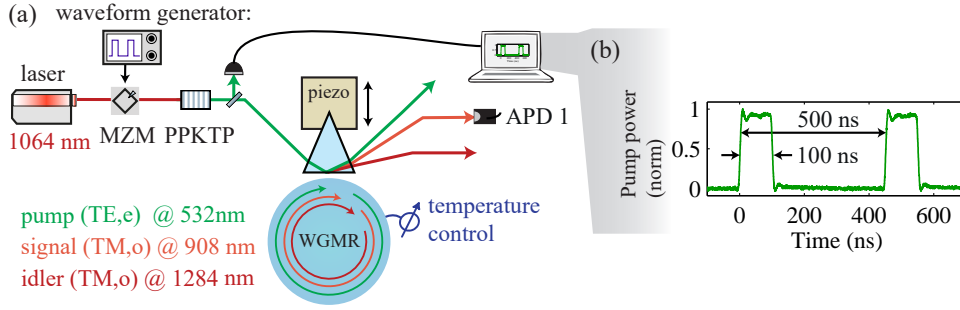 (a)
waveform generator:
laser
1064 nm
MZM
PPKTP
piezo
APD 1
WGMR
temperature
control
pump (TE,e) @ 532nm
signal (TM,o) @ 908 nm
idler (TM,o) @ 1284 nm
(b)
Pump power
(norm)
1
0.5
0
500 ns
100 ns
0 200 400 600
Time (ns)